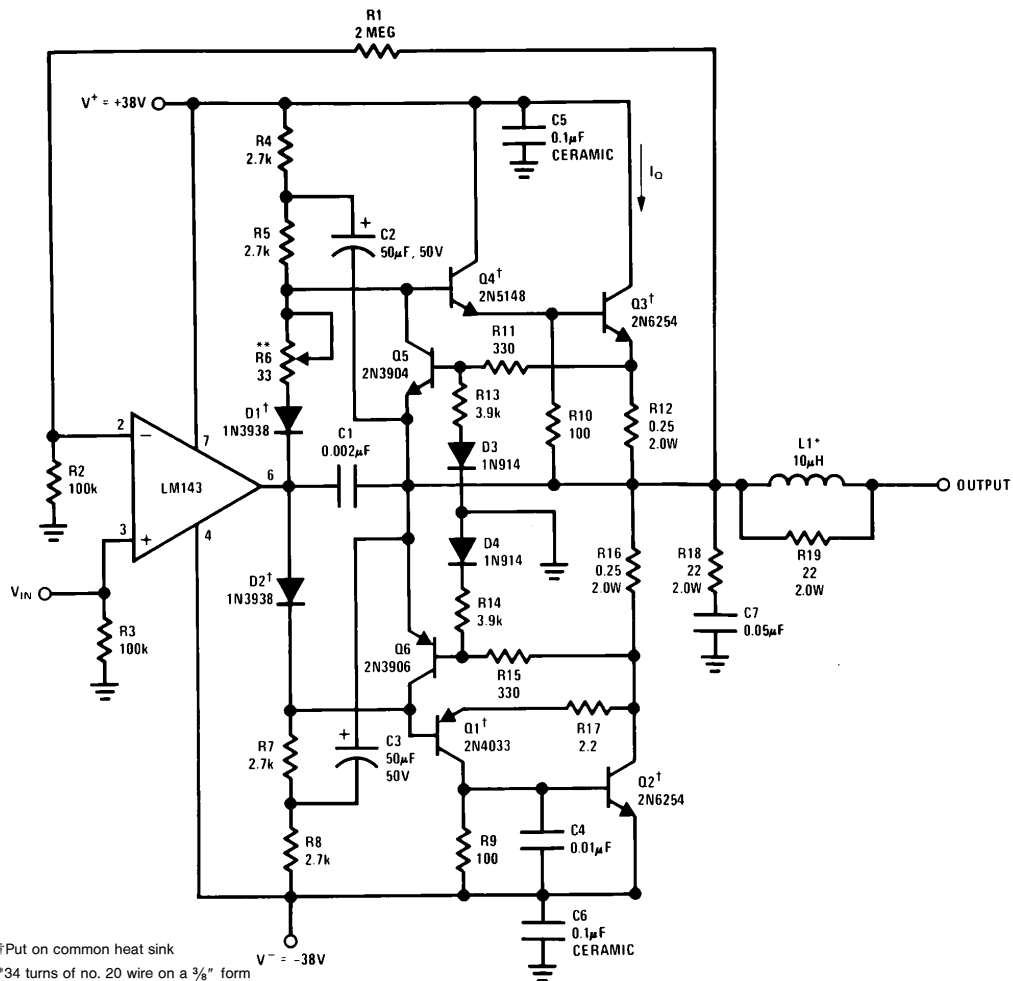 R1
2 MEG
V+ = +38V
R4
2.7k
C5
0.1µF
CERAMIC
IQ
R5
2.7k
+
C2
50µF, 50V
Q4†
2N5148
Q3†
2N6254
**
R6
33
Q5
2N3904
R11
330
R13
3.9k
R10
100
R12
0.25
2.0W
D1†
1N3938
C1
0.002µF
D3
1N914
L1*
10µH
2
−
7
R2
100k
LM143
6
OUTPUT
3
+
4
D4
1N914
R16
0.25
2.0W
R18
22
2.0W
R19
22
2.0W
VIN
D2†
1N3938
R14
3.9k
C7
0.05µF
R3
100k
Q6
2N3906
R15
330
Q1†
2N4033
R17
2.2
R7
2.7k
+
C3
50µF
50V
Q2†
2N6254
R8
2.7k
R9
100
C4
0.01µF
C6
0.1µF
CERAMIC
V− = −38V
†Put on common heat sink
*34 turns of no. 20 wire on a ⅜″ form